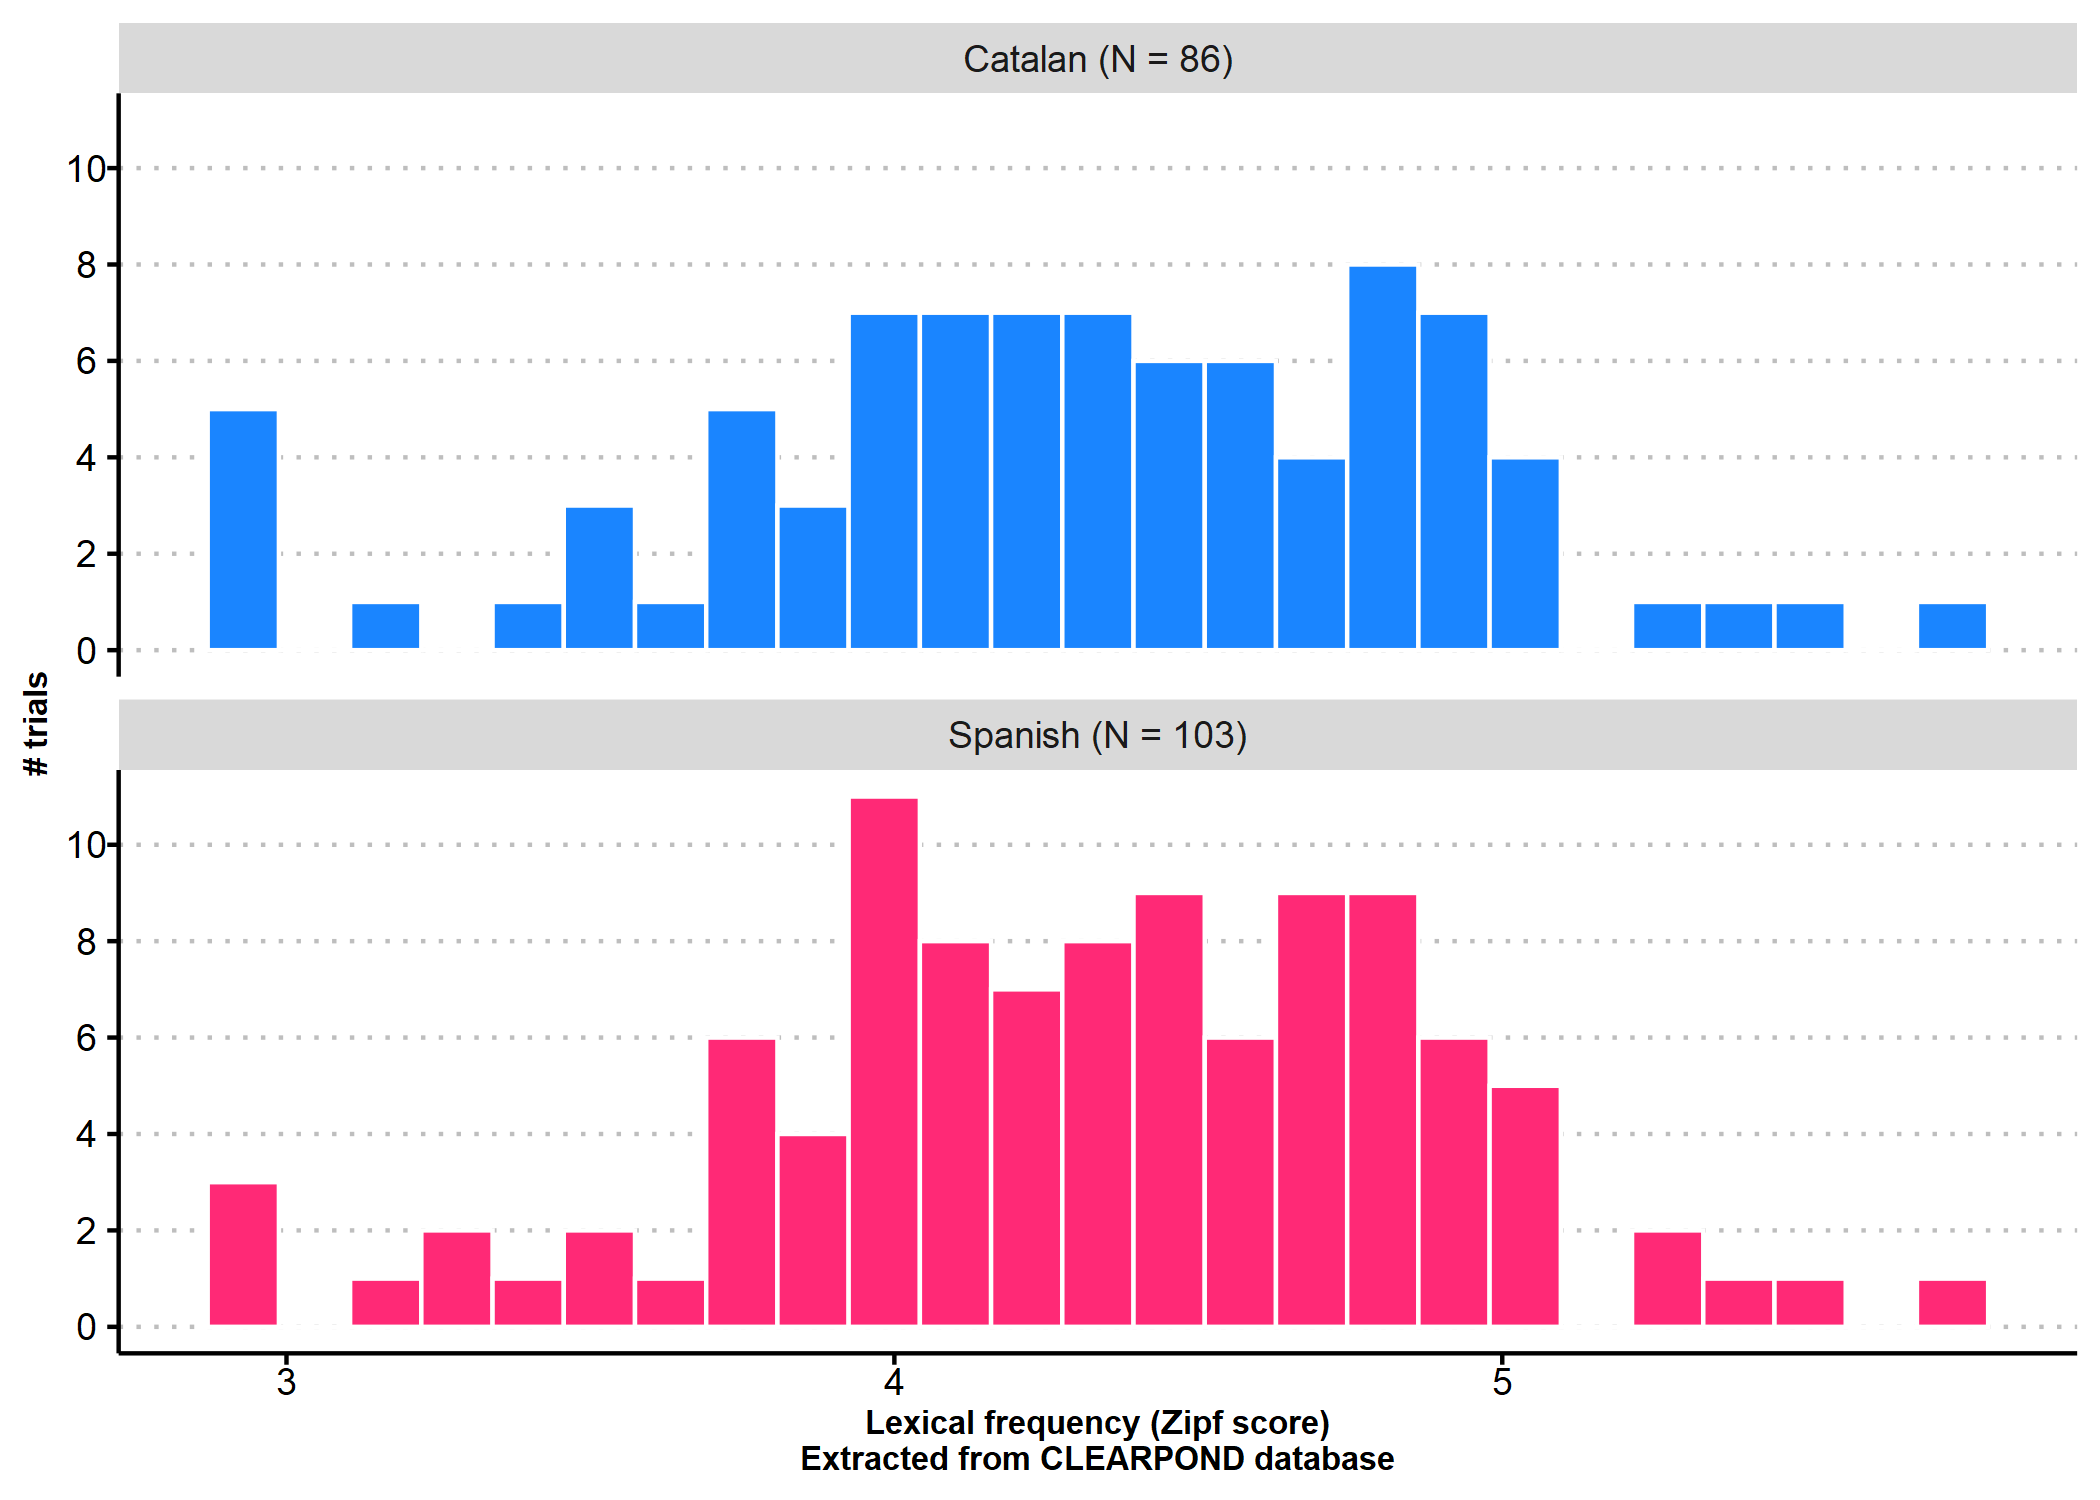 Catalan (N = 86)
10
8
6
4
2
0
# trials
Spanish (N = 103)
10
8
6
4
2
0
3 4 5
Lexical frequency (Zipf score)
Extracted from CLEARPOND database